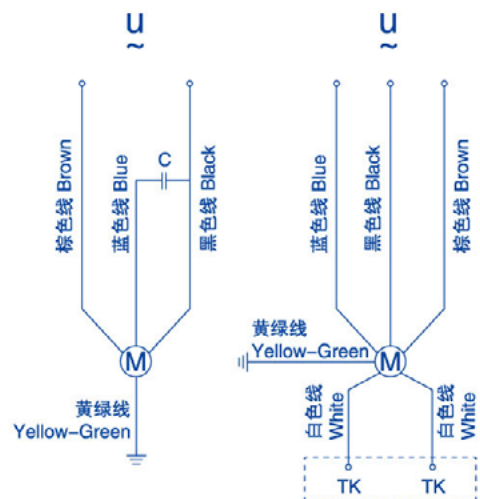 u
~
棕色线 Brown
蓝色线 Blue
C
黑色线 Black
M
黄绿线
Yellow-Green
u
~
蓝色线 Blue
黑色线 Black
棕色线 Brown
黄绿线
Yellow-Green
M
白色线
White
白色线
White
TK
TK